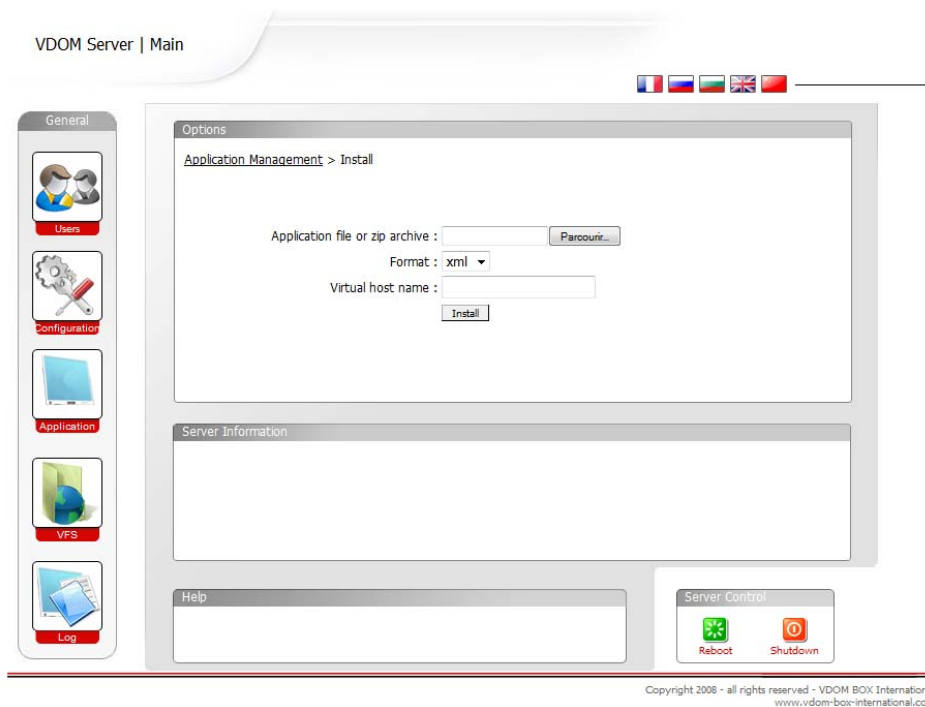 VDOM Server | Main
General
Users
Configuration
Application
VFS
Log
Options
Application Management > Install
Application file or zip archive :
Parcourir...
Format : xml
Virtual host name :
Install
Server Information
Help
Server Control
Reboot
Shutdown
Copyright 2008 - all rights reserved - VDOM BOX Internation
www.vdom-box-international.co